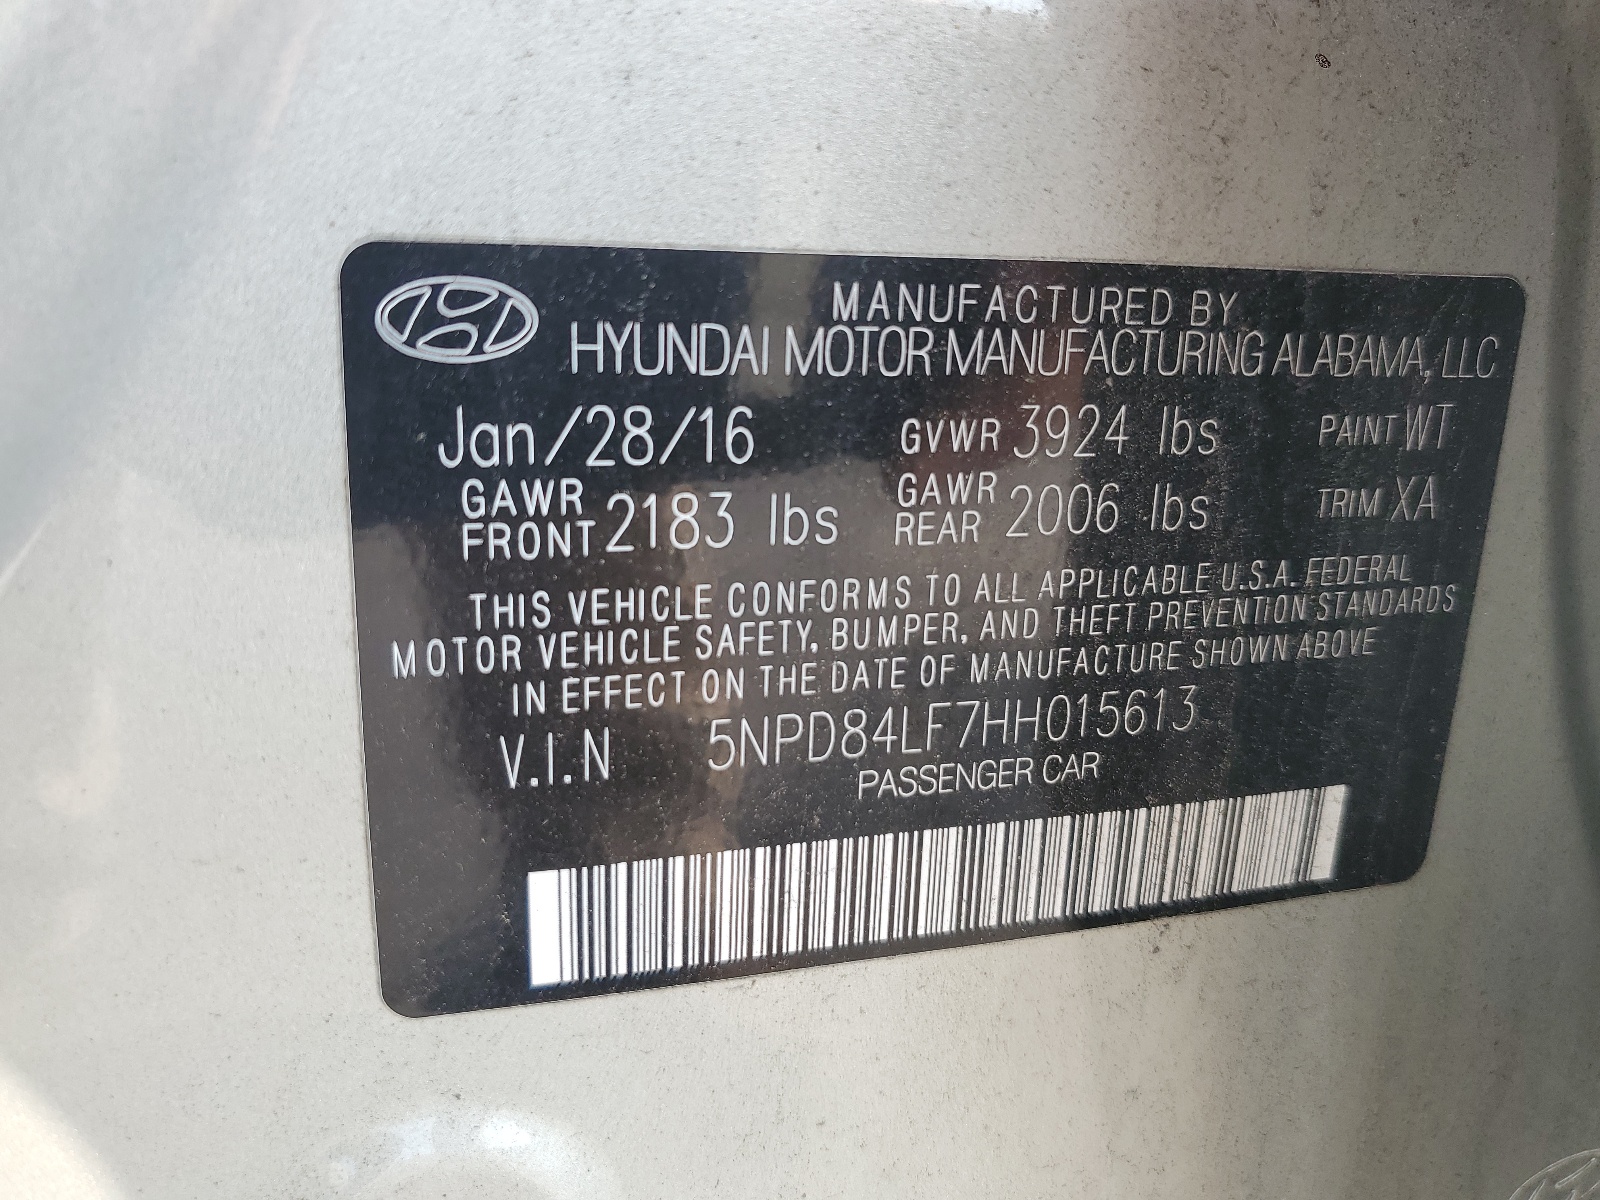 MANUFACTURED BY
HYUNDAI MOTOR MANUFACTURING ALABAMA, LLC
Jan/28/16 GVWR 3924 lbs PAINT WT
GAWR FRONT 2183 lbs GAWR REAR 2006 lbs TRIM XA
THIS VEHICLE CONFORMS TO ALL APPLICABLE U.S.A. FEDERAL
MOTOR VEHICLE SAFETY, BUMPER, AND THEFT PREVENTION STANDARDS
IN EFFECT ON THE DATE OF MANUFACTURE SHOWN ABOVE
V.I.N 5NPD84LF7HH015613
PASSENGER CAR